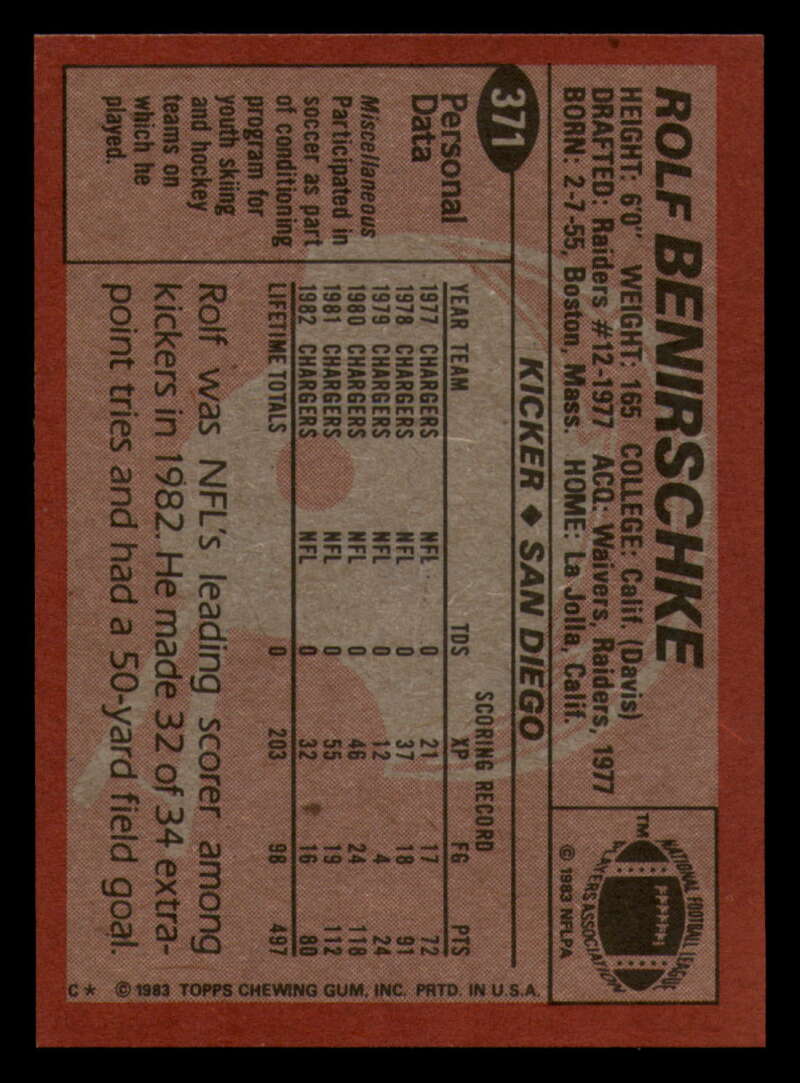 ROLF BENIRSCHKE
HEIGHT: 6'0" WEIGHT: 165 COLLEGE: Calif. (Davis)
DRAFTED: Raiders #12-1977 ACQ: Waivers, Raiders, 1977
BORN: 2-7-55, Boston, Mass. HOME: La Jolla, Calif.
NATIONAL FOOTBALL LEAGUE
PLAYERS ASSOCIATION
TM
© 1983 NFLPA
371
KICKER ♦ SAN DIEGO
Personal
Data
Miscellaneous
Participated in
soccer as part
of conditioning
program for
youth skiing
and hockey
teams on
which he
played.
SCORING RECORD
YEAR TEAM TDS XP FG PTS
1977 CHARGERS NFL 0 21 17 72
1978 CHARGERS NFL 0 37 18 91
1979 CHARGERS NFL 0 12 4 24
1980 CHARGERS NFL 0 46 24 118
1981 CHARGERS NFL 0 55 19 112
1982 CHARGERS NFL 0 32 16 80
LIFETIME TOTALS 0 203 98 497
Rolf was NFL's leading scorer among
kickers in 1982. He made 32 of 34 extra-
point tries and had a 50-yard field goal.
C* © 1983 TOPPS CHEWING GUM, INC. PRTD. IN U.S.A.